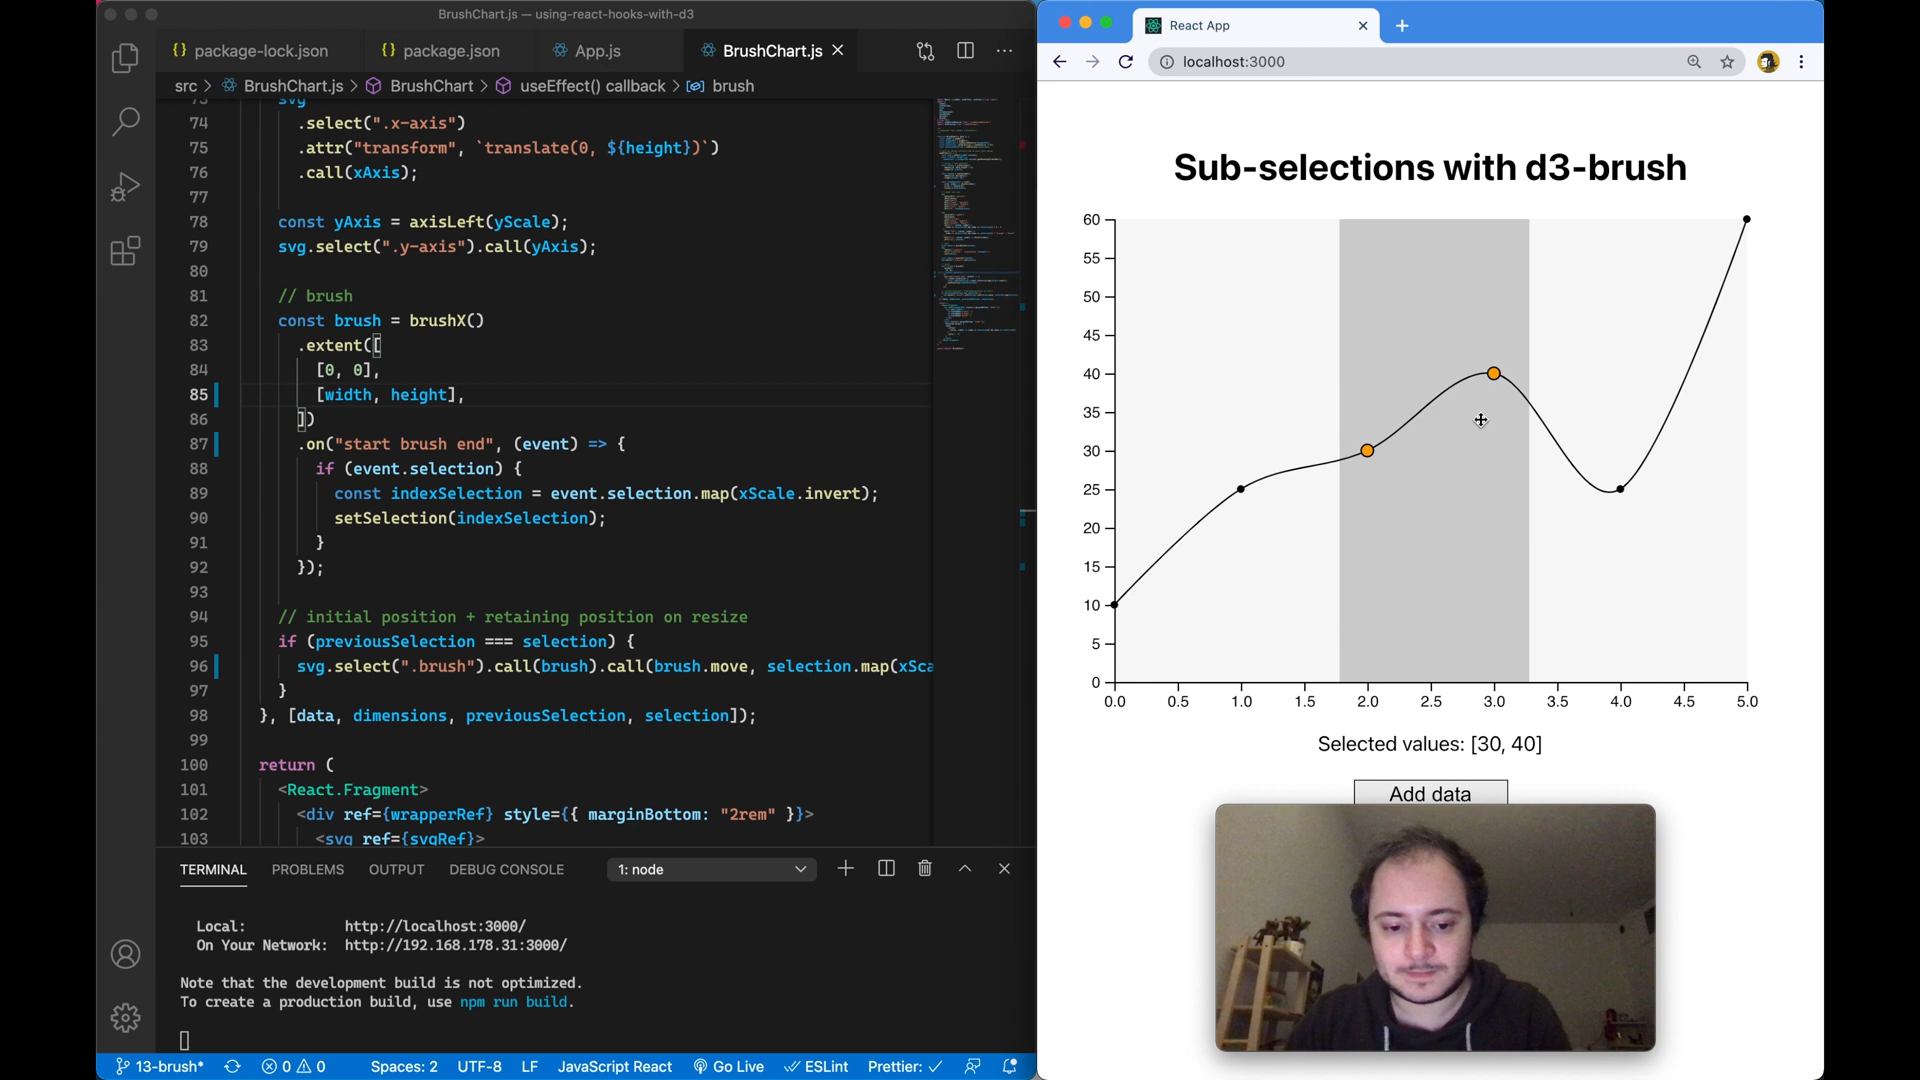 BrushChart.js — using-react-hooks-with-d3
{} package-lock.json
{} package.json
App.js
BrushChart.js
src > BrushChart.js > BrushChart > useEffect() callback > brush
73 svg
74 .select(".x-axis")
75 .attr("transform", `translate(0, ${height})`)
76 .call(xAxis);
77
78 const yAxis = axisLeft(yScale);
79 svg.select(".y-axis").call(yAxis);
80
81 // brush
82 const brush = brushX()
83 .extent([
84 [0, 0],
85 [width, height],
86 ])
87 .on("start brush end", (event) => {
88 if (event.selection) {
89 const indexSelection = event.selection.map(xScale.invert);
90 setSelection(indexSelection);
91 }
92 });
93
94 // initial position + retaining position on resize
95 if (previousSelection === selection) {
96 svg.select(".brush").call(brush).call(brush.move, selection.map(xSca
97 }
98 }, [data, dimensions, previousSelection, selection]);
99
100 return (
101 <React.Fragment>
102 <div ref={wrapperRef} style={{ marginBottom: "2rem" }}>
103 <svg ref={svgRef}>
TERMINAL PROBLEMS OUTPUT DEBUG CONSOLE 1: node
Local: http://localhost:3000/
On Your Network: http://192.168.178.31:3000/
Note that the development build is not optimized.
To create a production build, use npm run build.
13-brush* 0 0 Spaces: 2 UTF-8 LF JavaScript React Go Live ESLint Prettier: ✓
React App
localhost:3000
Sub-selections with d3-brush
60
55
50
45
40
35
30
25
20
15
10
5
0
0.0 0.5 1.0 1.5 2.0 2.5 3.0 3.5 4.0 4.5 5.0
Selected values: [30, 40]
Add data